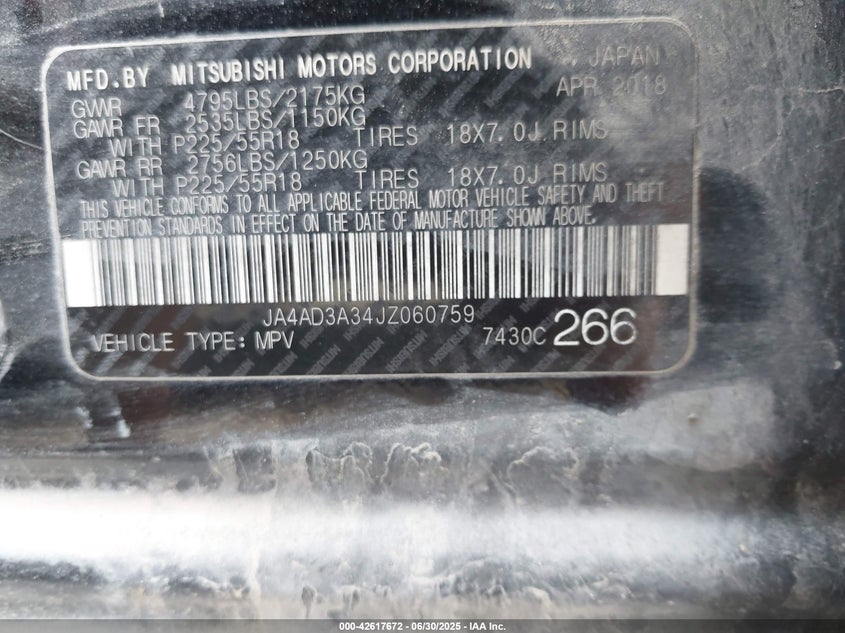 MFD.BY MITSUBISHI MOTORS CORPORATION JAPAN
GVWR 4795LBS/2175KG APR 2018
GAWR FR 2535LBS/1150KG
WITH P225/55R18 TIRES 18X7.0J RIMS
GAWR RR 2756LBS/1250KG
WITH P225/55R18 TIRES 18X7.0J RIMS
THIS VEHICLE CONFORMS TO ALL APPLICABLE FEDERAL MOTOR VEHICLE SAFETY AND THEFT
PREVENTION STANDARDS IN EFFECT ON THE DATE OF MANUFACTURE SHOWN ABOVE.
JA4AD3A34JZ060759
VEHICLE TYPE: MPV 7430C 266
000-42617672 - 06/30/2025 - IAA Inc.